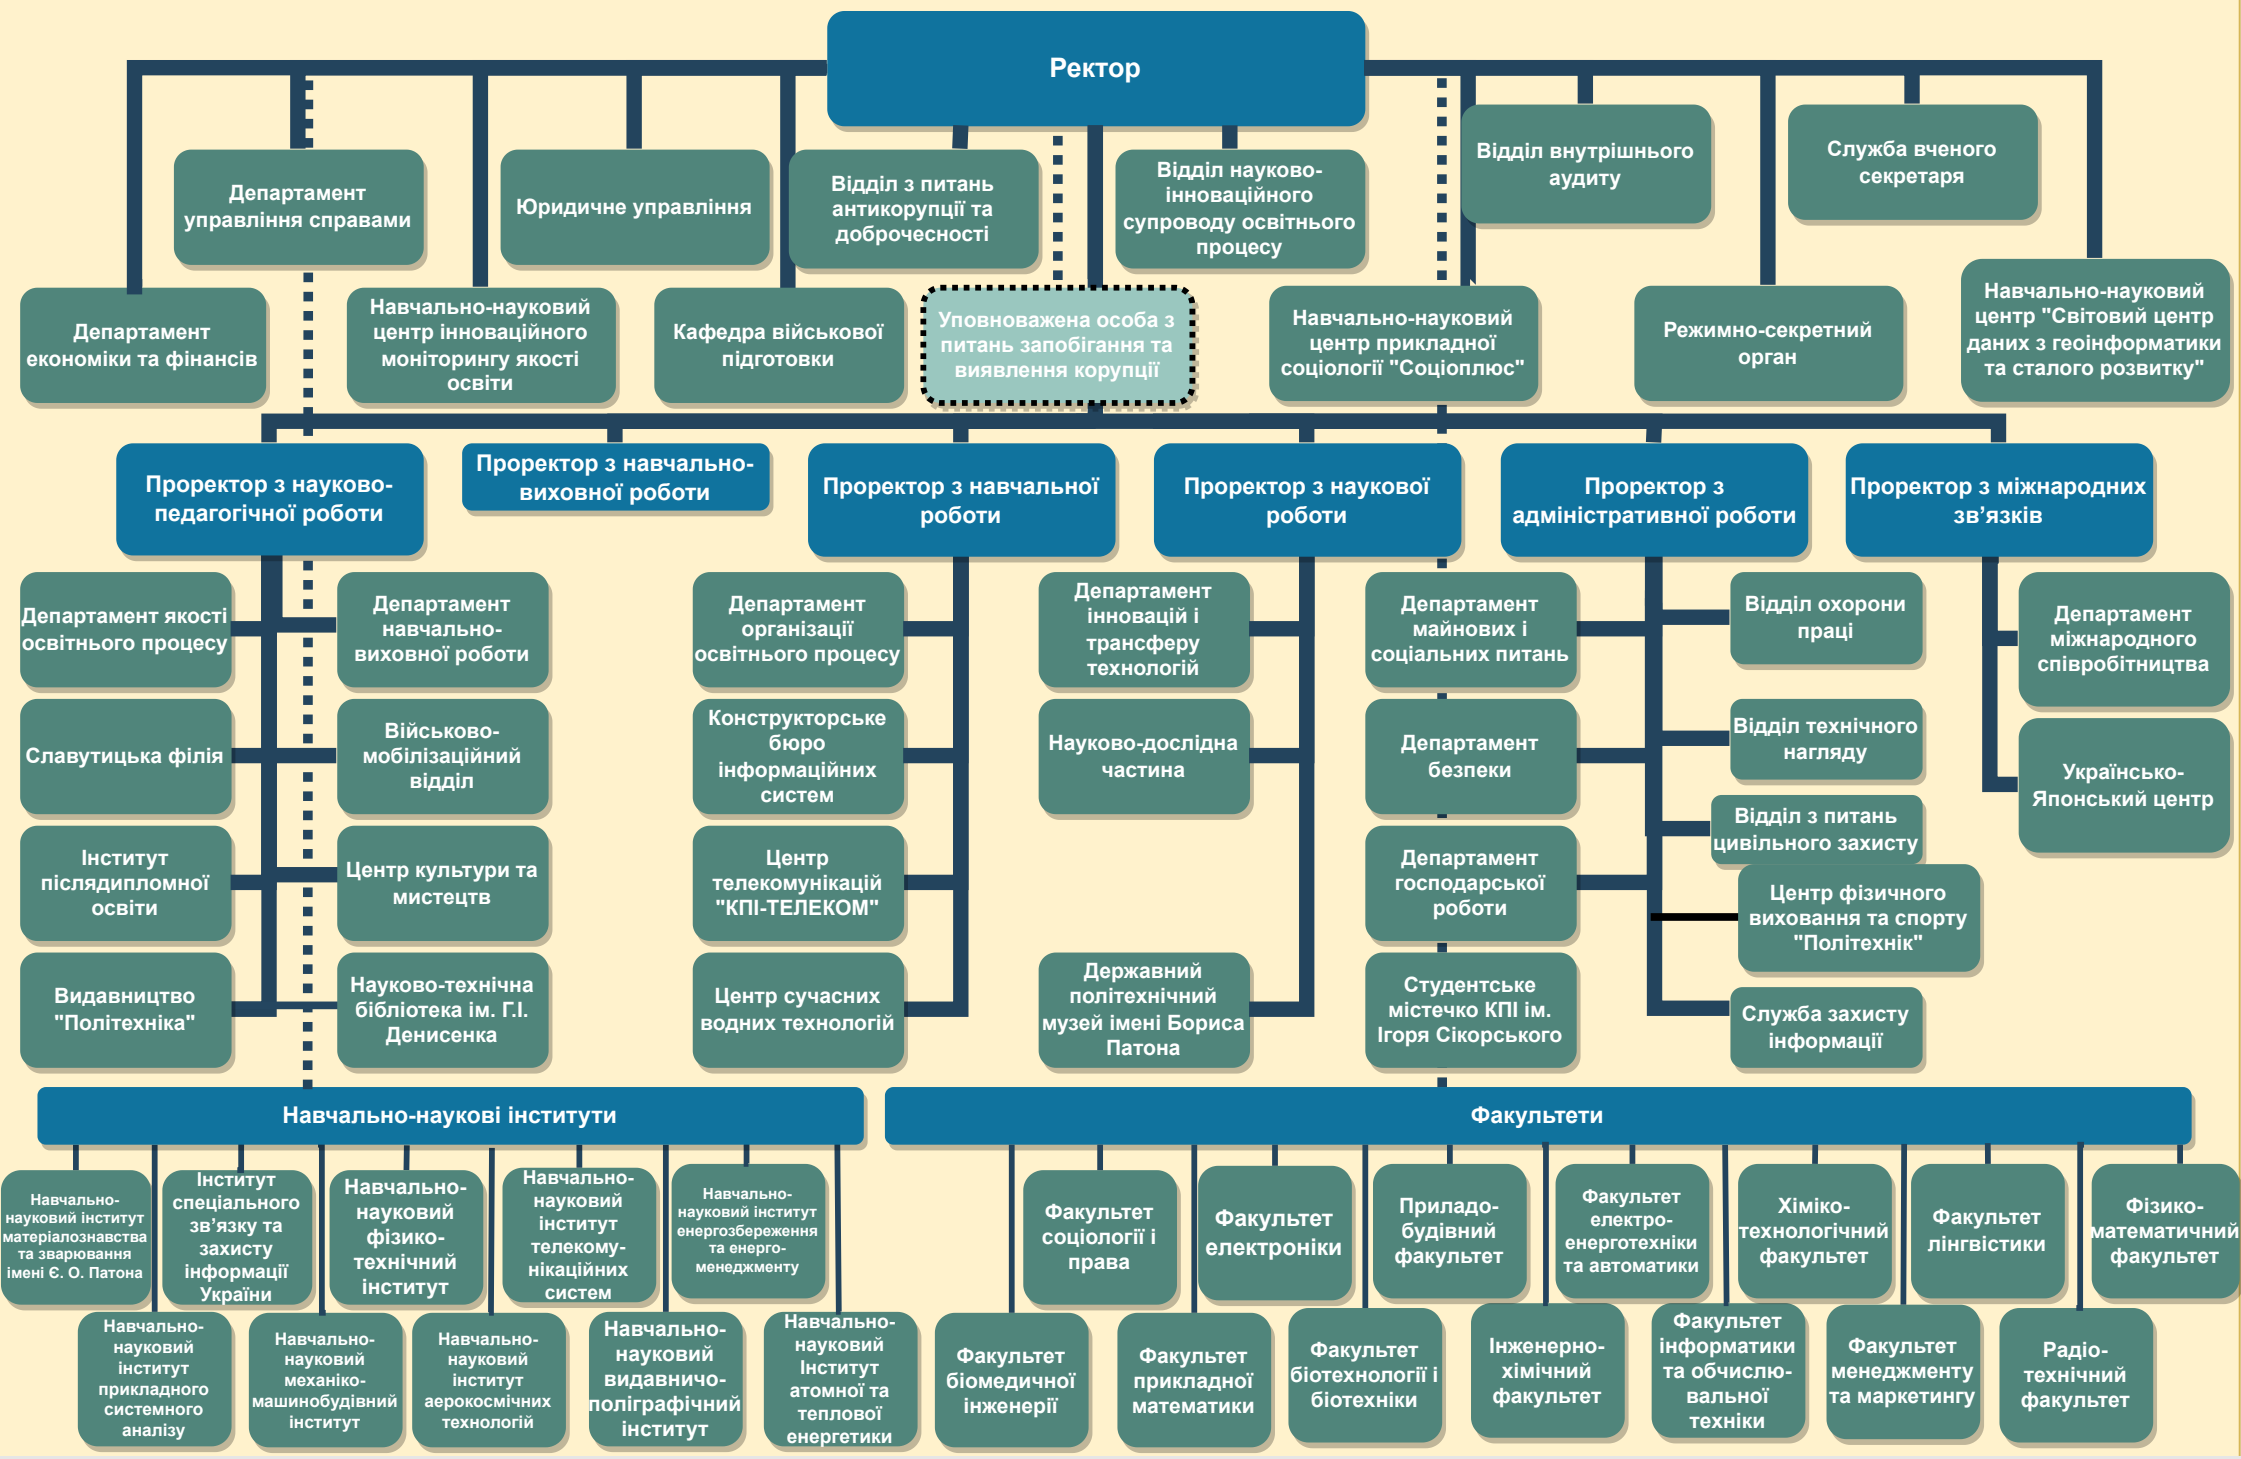 Ректор
Департамент
управління справами
Юридичне управління
Відділ з питань
антикорупції та
доброчесності
Відділ науково-
інноваційного
супроводу освітнього
процесу
Відділ внутрішнього
аудиту
Служба вченого
секретаря
Департамент
економіки та фінансів
Навчально-науковий
центр інноваційного
моніторингу якості
освіти
Кафедра військової
підготовки
Уповноважена особа з
питань запобігання та
виявлення корупції
Навчально-науковий
центр прикладної
соціології "Соціоплюс"
Режимно-секретний
орган
Навчально-науковий
центр "Світовий центр
даних з геоінформатики
та сталого розвитку"
Проректор з науково-
педагогічної роботи
Проректор з навчально-
виховної роботи
Проректор з навчальної
роботи
Проректор з наукової
роботи
Проректор з
адміністративної роботи
Проректор з міжнародних
зв’язків
Департамент якості
освітнього процесу
Департамент
навчально-
виховної роботи
Департамент
організації
освітнього процесу
Департамент
інновацій і
трансферу
технологій
Департамент
майнових і
соціальних питань
Відділ охорони
праці
Департамент
міжнародного
співробітництва
Славутицька філія
Військово-
мобілізаційний
відділ
Конструкторське
бюро
інформаційних
систем
Науково-дослідна
частина
Департамент
безпеки
Відділ технічного
нагляду
Українсько-
Японський центр
Інститут
післядипломної
освіти
Центр культури та
мистецтв
Центр
телекомунікацій
"КПІ-ТЕЛЕКОМ"
Департамент
господарської
роботи
Відділ з питань
цивільного захисту
Центр фізичного
виховання та спорту
"Політехнік"
Видавництво
"Політехніка"
Науково-технічна
бібліотека ім. Г.І.
Денисенка
Центр сучасних
водних технологій
Державний
політехнічний
музей імені Бориса
Патона
Студентське
містечко КПІ ім.
Ігоря Сікорського
Служба захисту
інформації
Навчально-наукові інститути
Факультети
Навчально-
науковий інститут
матеріалознавства
та зварювання
імені Є. О. Патона
Інститут
спеціального
зв’язку та
захисту
інформації
України
Навчально-
науковий
фізико-
технічний
інститут
Навчально-
науковий
інститут
телекому-
нікаційних
систем
Навчально-
науковий інститут
енергозбереження
та енерго-
менеджменту
Факультет
соціології і
права
Факультет
електроніки
Приладо-
будівний
факультет
Факультет
електро-
енерготехніки
та автоматики
Хіміко-
технологічний
факультет
Факультет
лінгвістики
Фізико-
математичний
факультет
Навчально-
науковий
інститут
прикладного
системного
аналізу
Навчально-
науковий
механіко-
машинобудівний
інститут
Навчально-
науковий
інститут
аерокосмічних
технологій
Навчально-
науковий
видавничо-
поліграфічний
інститут
Навчально-
науковий
Інститут
атомної та
теплової
енергетики
Факультет
біомедичної
інженерії
Факультет
прикладної
математики
Факультет
біотехнології і
біотехніки
Інженерно-
хімічний
факультет
Факультет
інформатики
та обчислю-
вальної
техніки
Факультет
менеджменту
та маркетингу
Радіо-
технічний
факультет